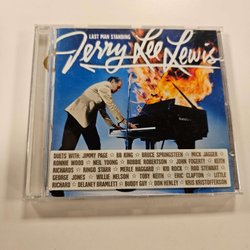 LAST MAN STANDING
Jerry Lee Lewis
DUETS WITH: JIMMY PAGE ☆ BB KING ☆ BRUCE SPRINGSTEEN ☆ MICK JAGGER ☆
RONNIE WOOD ☆ NEIL YOUNG ☆ ROBBIE ROBERTSON ☆ JOHN FOGERTY ☆ KEITH
RICHARDS ☆ RINGO STARR ☆ MERLE HAGGARD ☆ KID ROCK ☆ ROD STEWART ☆
GEORGE JONES ☆ WILLIE NELSON ☆ TOBY KEITH ☆ ERIC CLAPTON ☆ LITTLE
RICHARD ☆ DELANEY BRAMLETT ☆ BUDDY GUY ☆ DON HENLEY ☆ KRIS KRISTOFFERSON